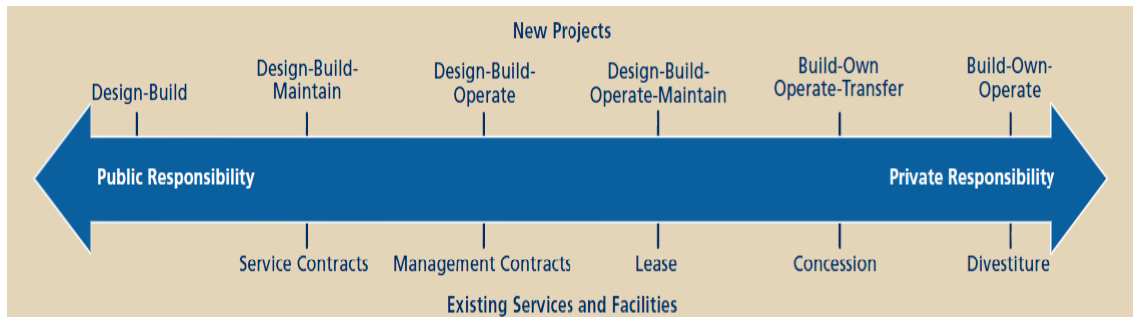 New Projects
Design-Build
Design-Build-
Maintain
Design-Build-
Operate
Design-Build-
Operate-Maintain
Build-Own
Operate-Transfer
Build-Own-
Operate
Public Responsibility
Private Responsibility
Service Contracts
Management Contracts
Lease
Concession
Divestiture
Existing Services and Facilities